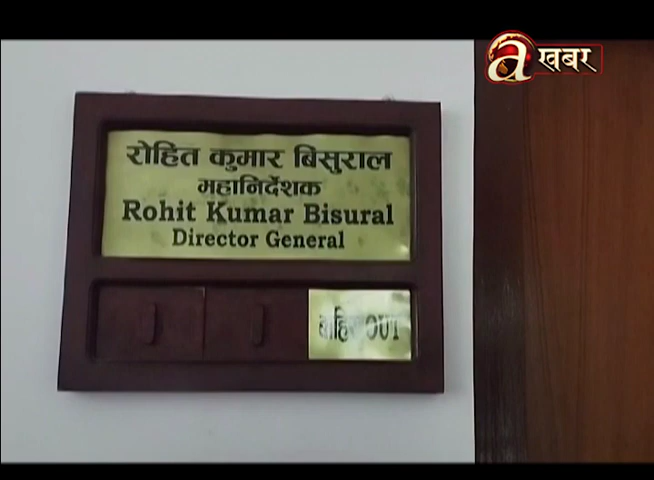 a खबर
रोहित कुमार बिसुराल
महानिर्देशक
Rohit Kumar Bisural
Director General
बाहिर OUT